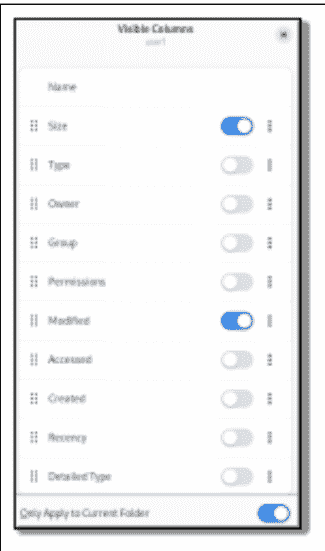 Visible Columns
user1
Name
Size
Type
Owner
Group
Permissions
Modified
Accessed
Created
Recency
Detailed Type
Only Apply to Current Folder